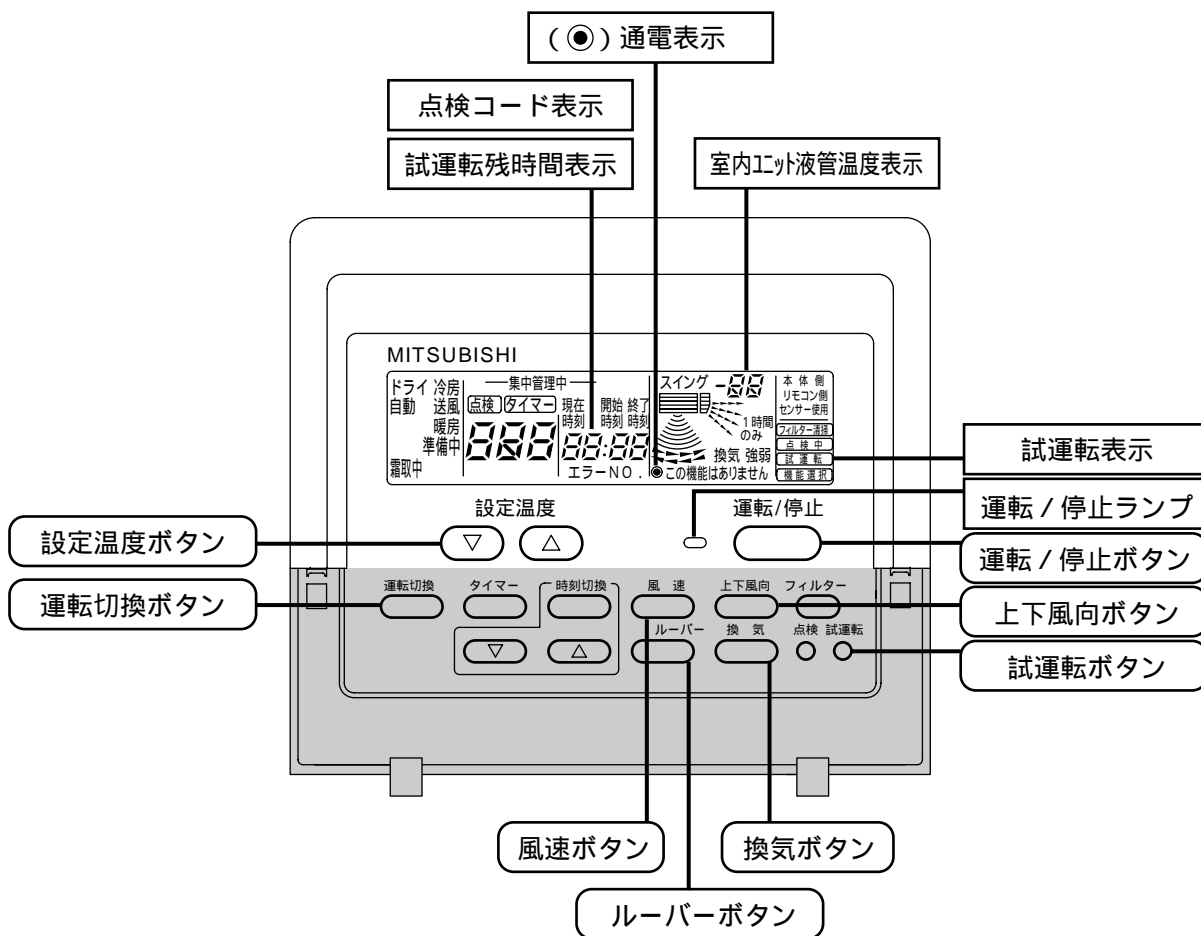 (◉)通電表示
点検コード表示
試運転残時間表示
室内ユニット液管温度表示
MITSUBISHI
ドライ 冷房
自動 送風
暖房
準備中
霜取中
集中管理中
点検 タイマー
現在時刻
開始時刻
終了時刻
88:88
エラーNO.
スイング -88
1時間
のみ
換気 強弱
◉この機能はありません
本体側
リモコン側
センサー使用
フィルター清掃
点検中
試運転
機能選択
設定温度
▽ △
運転/停止
運転切換 タイマー 時刻切換 風速 上下風向 フィルター
▽ △
ルーバー 換気 点検 試運転
設定温度ボタン
運転切換ボタン
試運転表示
運転/停止ランプ
運転/停止ボタン
上下風向ボタン
試運転ボタン
風速ボタン
換気ボタン
ルーバーボタン